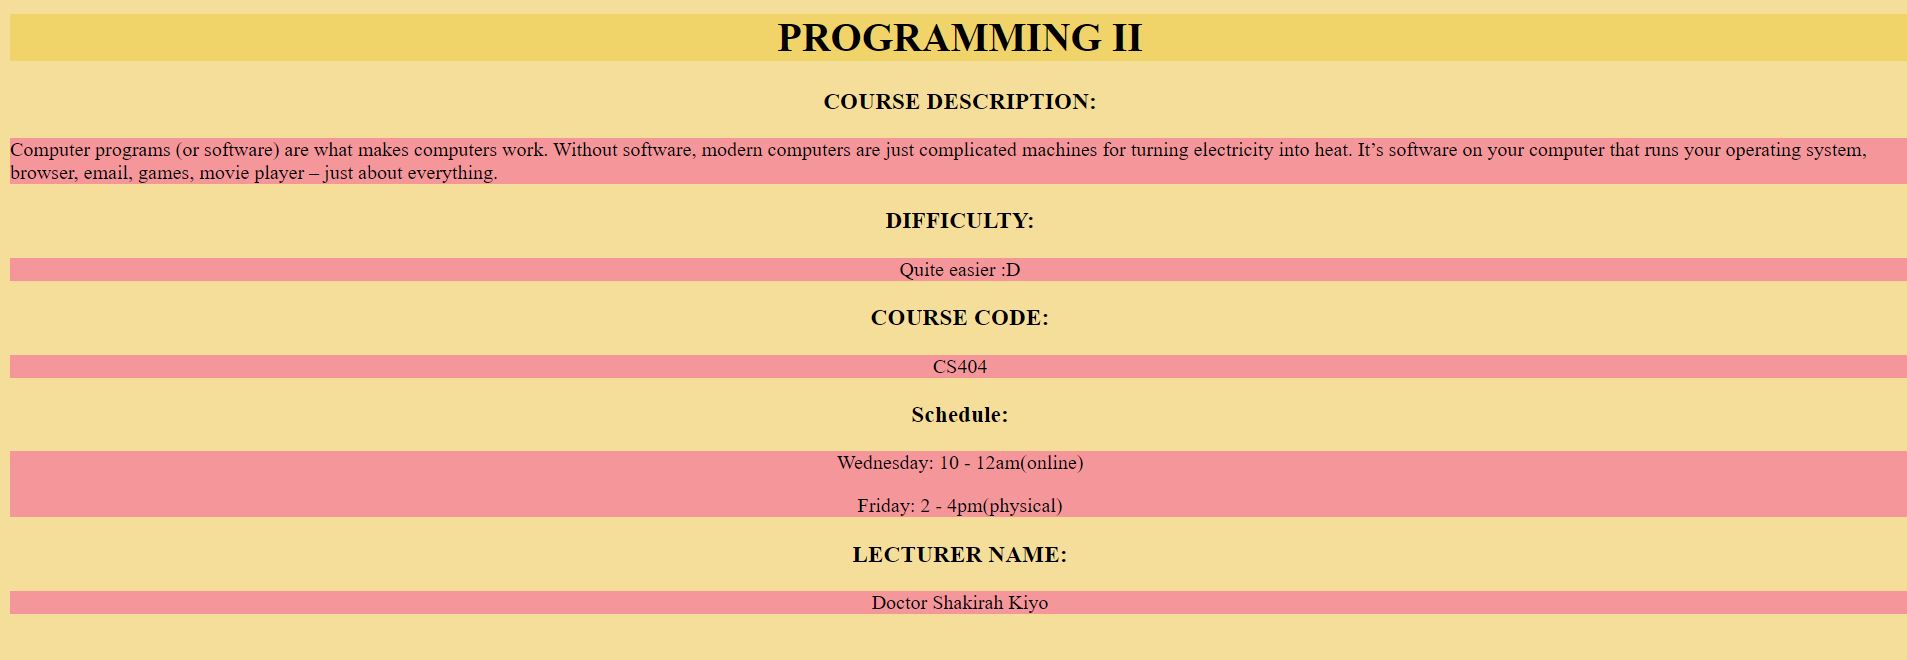 PROGRAMMING II
COURSE DESCRIPTION:
Computer programs (or software) are what makes computers work. Without software, modern computers are just complicated machines for turning electricity into heat. It’s software on your computer that runs your operating system,
browser, email, games, movie player – just about everything.
DIFFICULTY:
Quite easier :D
COURSE CODE:
CS404
Schedule:
Wednesday: 10 - 12am(online)
Friday: 2 - 4pm(physical)
LECTURER NAME:
Doctor Shakirah Kiyo